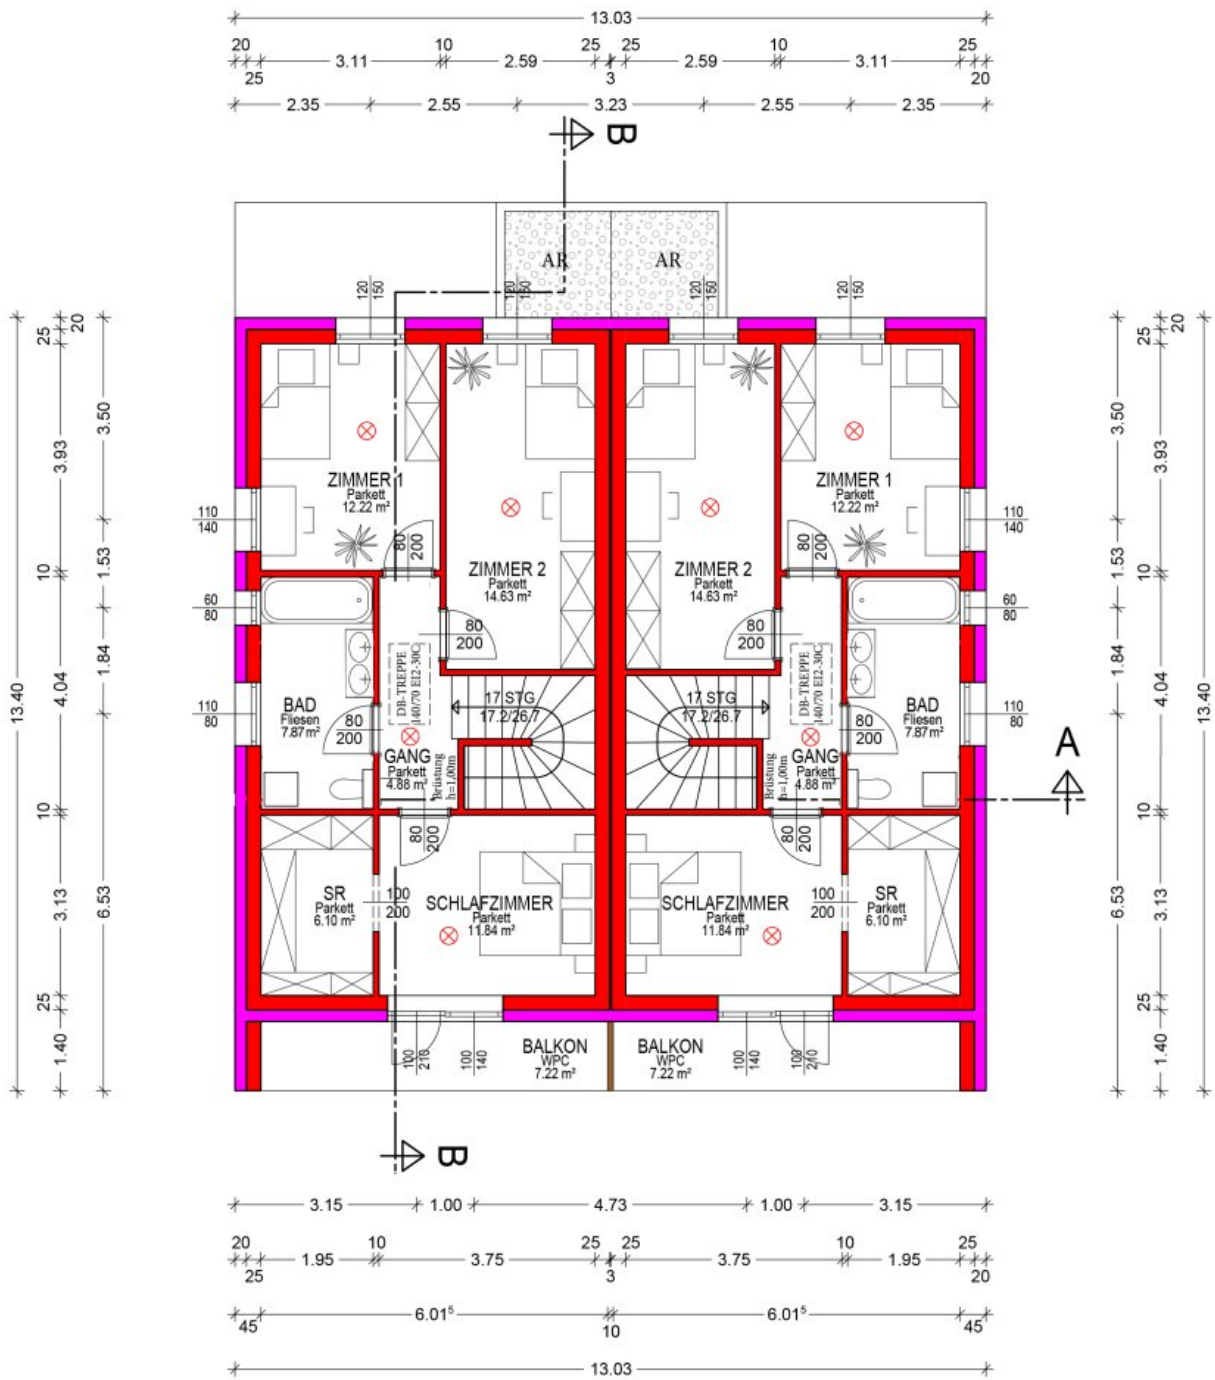 13.03
20 10 25 25 10 25
3.11 2.59 2.59 3.11
25 3 20
2.35 2.55 3.23 2.55 2.35
B
AR AR
120 150 120 150 120 150 120 150
25 20 25 20
3.50 3.50
3.93 3.93
ZIMMER 1 ZIMMER 1
Parkett Parkett
12.22 m² 12.22 m²
110 110
140 140
80 200 80 200
ZIMMER 2 ZIMMER 2
Parkett Parkett
14.63 m² 14.63 m²
10 1.53 1.53 10
60 60
80 80
80 80
200 200
DB-TREPPE DB-TREPPE
140/70 EI2-30C 140/70 EI2-30C
1.84 1.84
4.04 4.04
13.40 13.40
17 STG 17 STG
17.2/26.7 17.2/26.7
BAD BAD
Fliesen Fliesen
7.87 m² 7.87 m²
110 110
80 80
80 80
200 200
GANG GANG
Parkett Parkett
4.88 m² 4.88 m²
Brüstung Brüstung
h=1,00m h=1,00m
A
10 10
80 200 80 200
SR SR
Parkett Parkett
6.10 m² 6.10 m²
100 100
200 200
SCHLAFZIMMER SCHLAFZIMMER
Parkett Parkett
11.84 m² 11.84 m²
3.13 6.53 6.53 3.13
25 25
1.40 1.40
BALKON BALKON
WPC WPC
7.22 m² 7.22 m²
100 210 100 140 100 140 100 210
B
3.15 1.00 4.73 1.00 3.15
20 10 25 25 10 25
1.95 3.75 3.75 1.95
25 3 20
6.01⁵ 6.01⁵
45 10 45
13.03